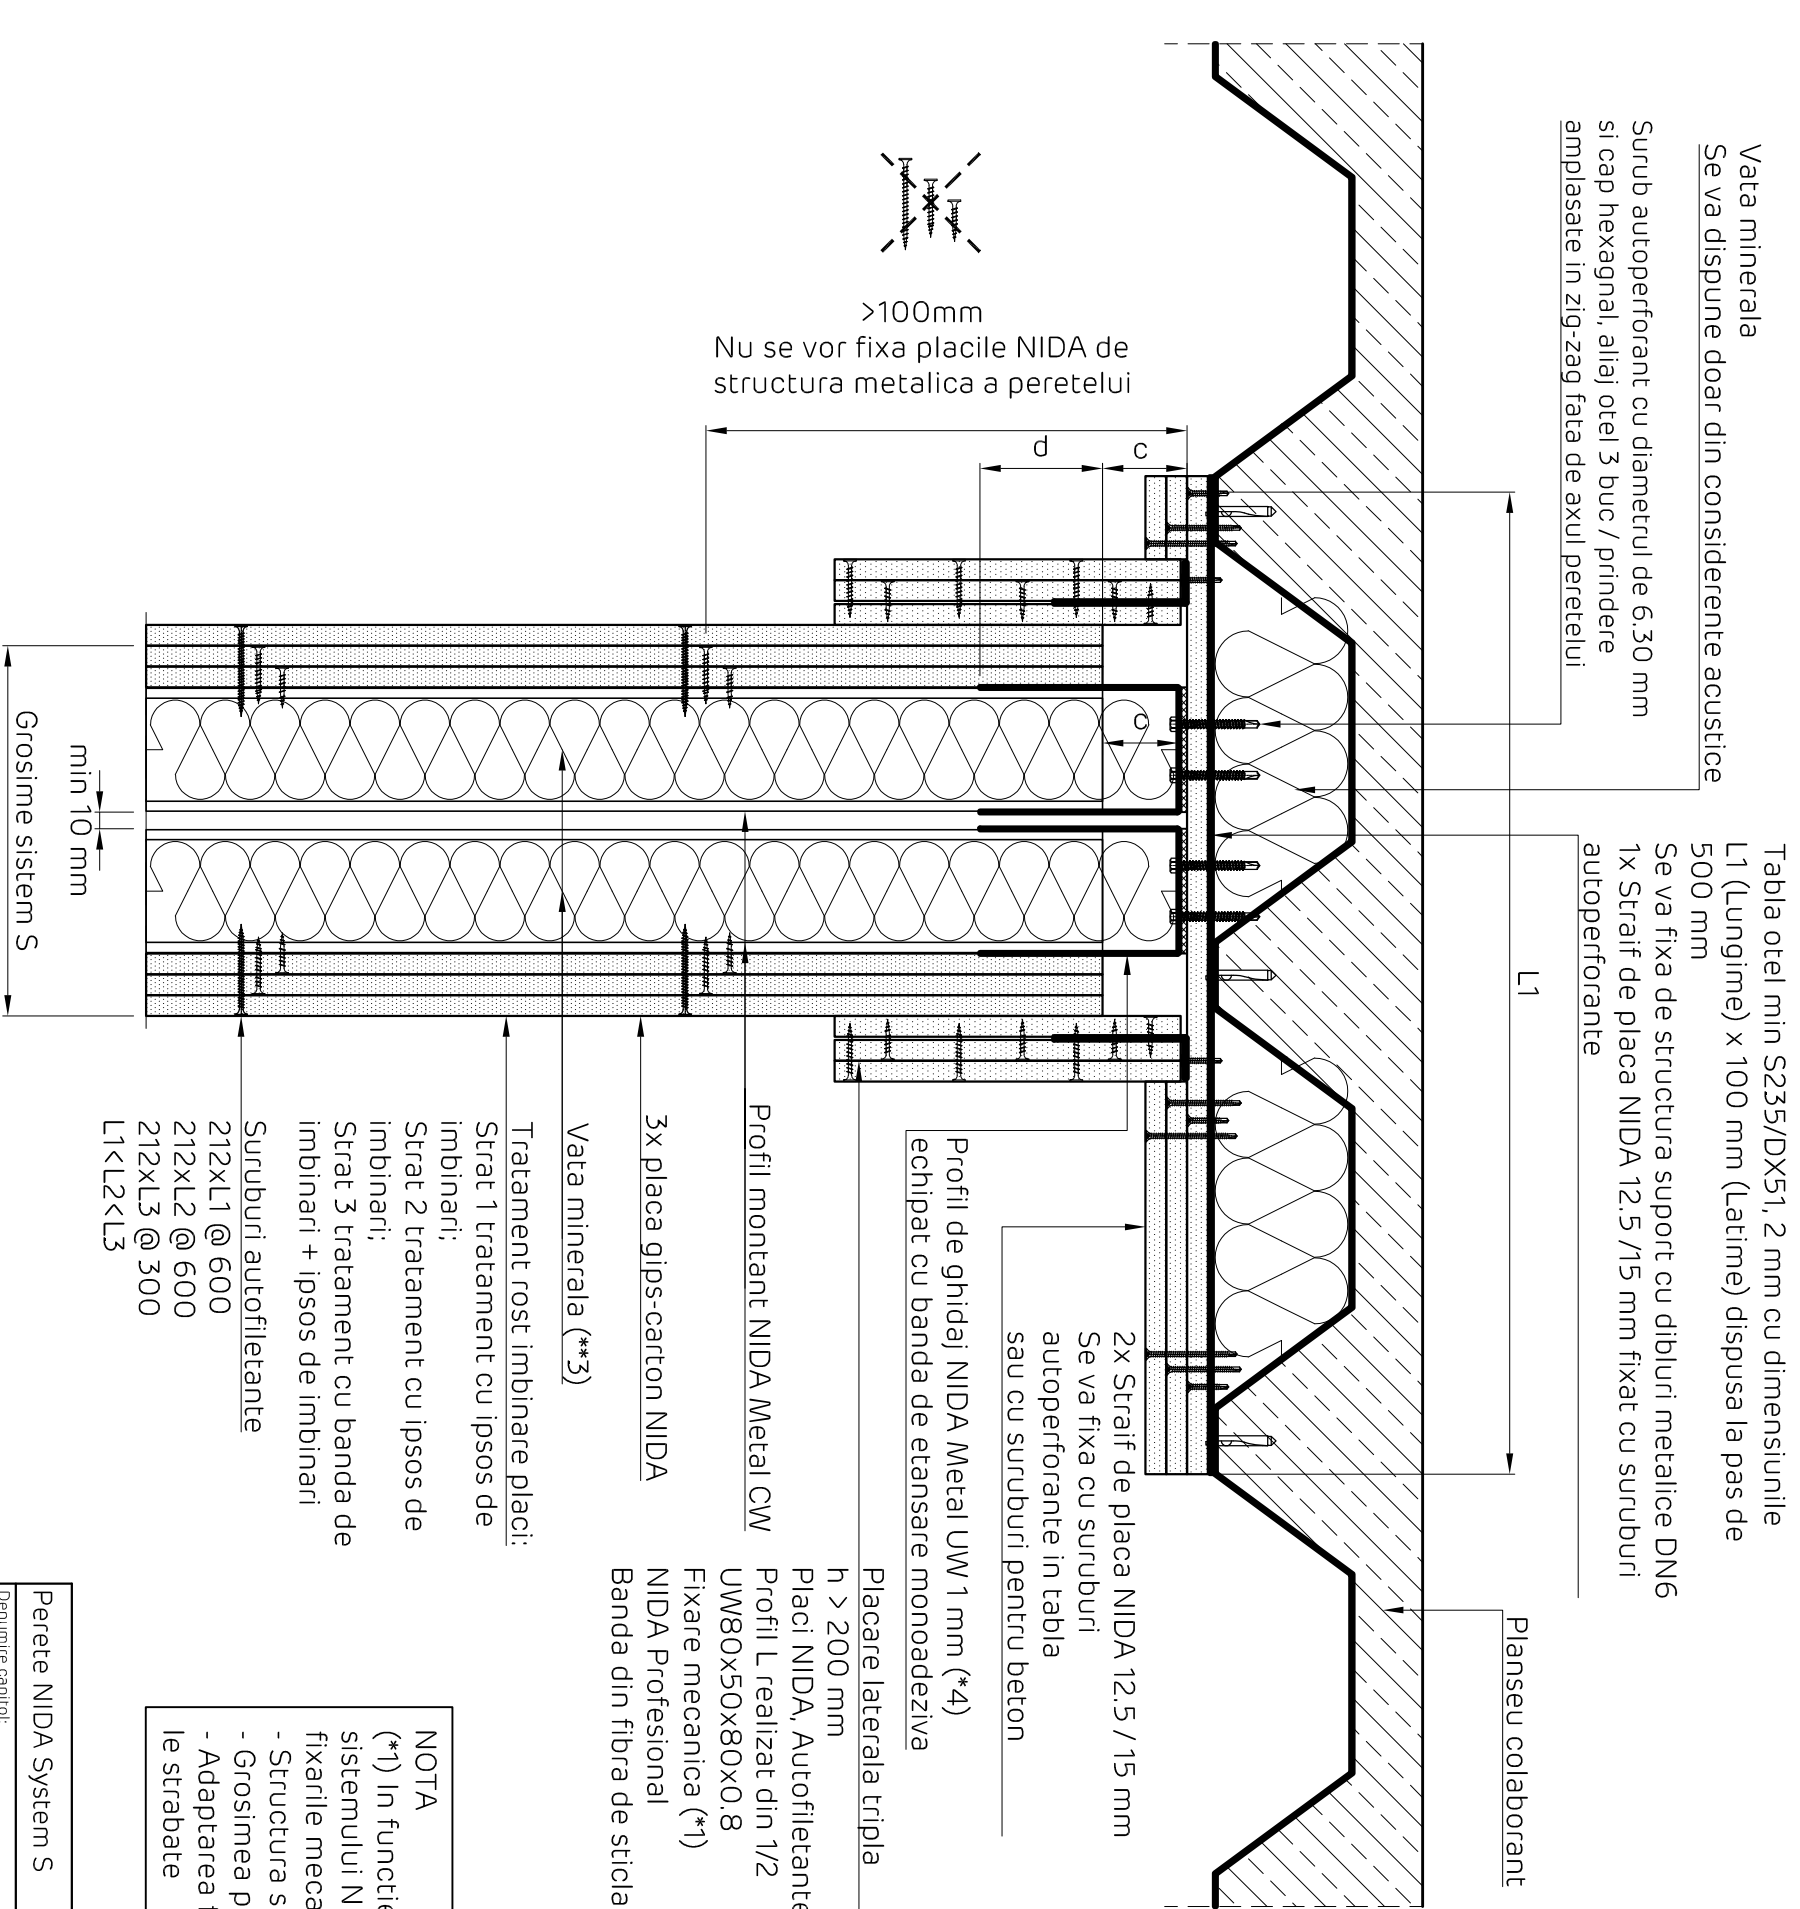 Vata minerala
Se va dispune doar din considerente acustice
Surub autoperforant cu diametrul de 6.30 mm
si cap hexagnal, aliaj otel 3 buc / prindere
amplasate in zig-zag fata de axul peretelui
Tabla otel min S235/DX51, 2 mm cu dimensiunile
L1 (Lungime) x 100 mm (Latime) dispusa la pas de
500 mm
Se va fixa de structura suport cu dibluri metalice DN6
1x Straif de placa NIDA 12.5 /15 mm fixat cu suruburi
autoperforante
L1
Planseu colaborant
>100mm
Nu se vor fixa placile NIDA de
structura metalica a peretelui
d
c
c
2x Straif de placa NIDA 12.5 / 15 mm
Se va fixa cu suruburi
autoperforante in tabla
sau cu suruburi pentru beton
Profil de ghidaj NIDA Metal UW 1 mm (*4)
echipat cu banda de etansare monoadeziva
Placare laterala tripla
h > 200 mm
Placi NIDA, Autofiletante
Profil L realizat din 1/2
UW80x50x80x0.8
Fixare mecanica (*1)
NIDA Profesional
Banda din fibra de sticla
Profil montant NIDA Metal CW
3x placa gips-carton NIDA
Vata minerala (**3)
Tratament rost imbinare placi:
Strat 1 tratament cu ipsos de
imbinari;
Strat 2 tratament cu ipsos de
imbinari;
Strat 3 tratament cu banda de
imbinari + ipsos de imbinari
Suruburi autofiletante
212xL1 @ 600
212xL2 @ 600
212xL3 @ 300
L1<L2<L3
min 10 mm
Grosime sistem S
NOTA
(*1) In functie
sistemului N
fixarile meca
- Structura s
- Grosimea p
- Adaptarea
le strabate
Perete NIDA System S
Denumire capitol: